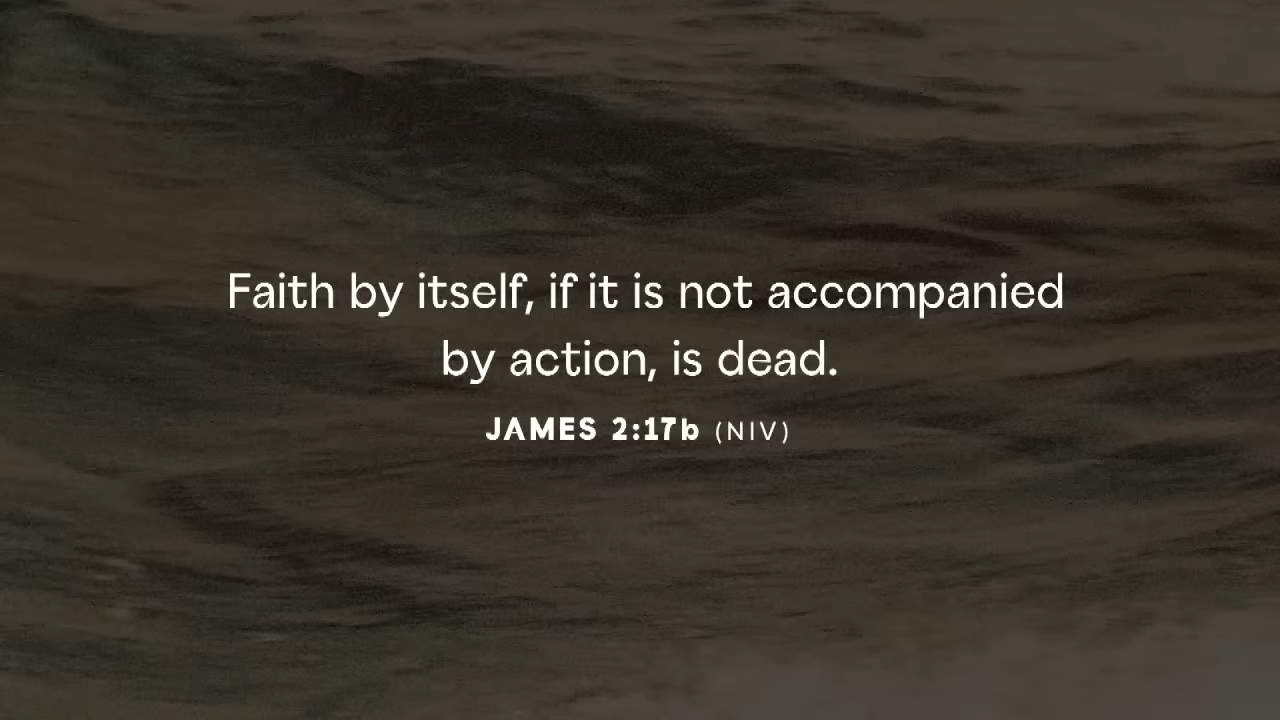 Faith by itself, if it is not accompanied
by action, is dead.
JAMES 2:17b (NIV)